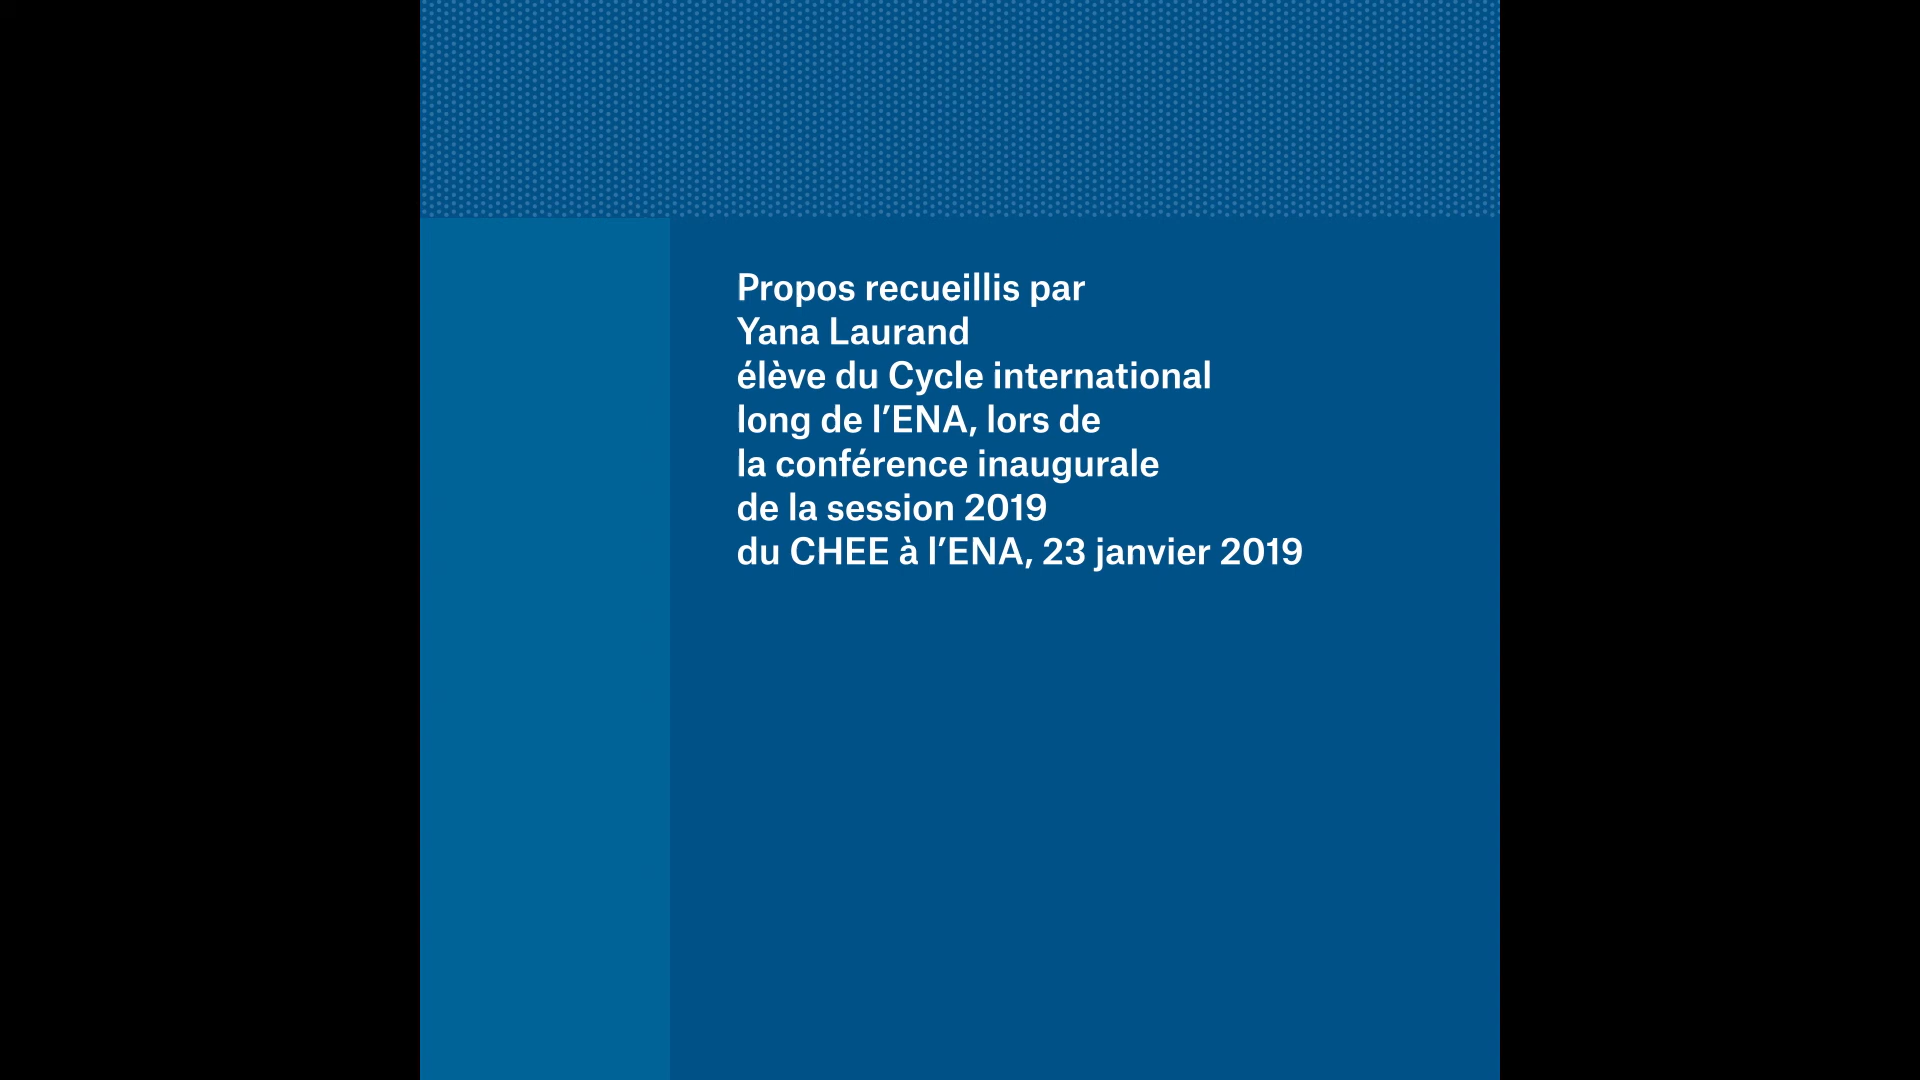 Propos recueillis par
Yana Laurand
élève du Cycle international
long de l’ENA, lors de
la conférence inaugurale
de la session 2019
du CHEE à l’ENA, 23 janvier 2019